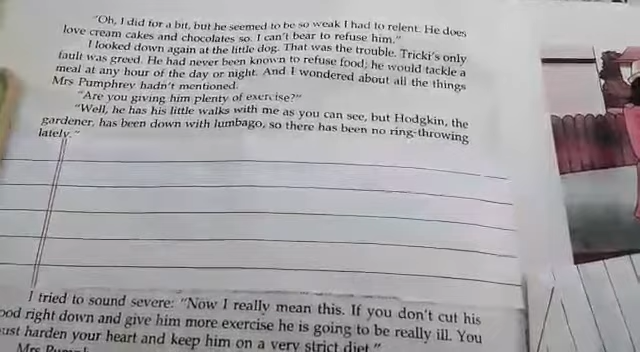 "Oh, I did for a bit, but he seemed to be so weak I had to relent. He does
love cream cakes and chocolates so. I can't bear to refuse him."
I looked down again at the little dog. That was the trouble. Tricki's only
fault was greed. He had never been known to refuse food; he would tackle a
meal at any hour of the day or night. And I wondered about all the things
Mrs Pumphrey hadn't mentioned.
"Are you giving him plenty of exercise?"
"Well, he has his little walks with me as you can see, but Hodgkin, the
gardener, has been down with lumbago, so there has been no ring-throwing
lately."
I tried to sound severe: "Now I really mean this. If you don't cut his
ood right down and give him more exercise he is going to be really ill. You
ust harden your heart and keep him on a very strict diet."
Mrs